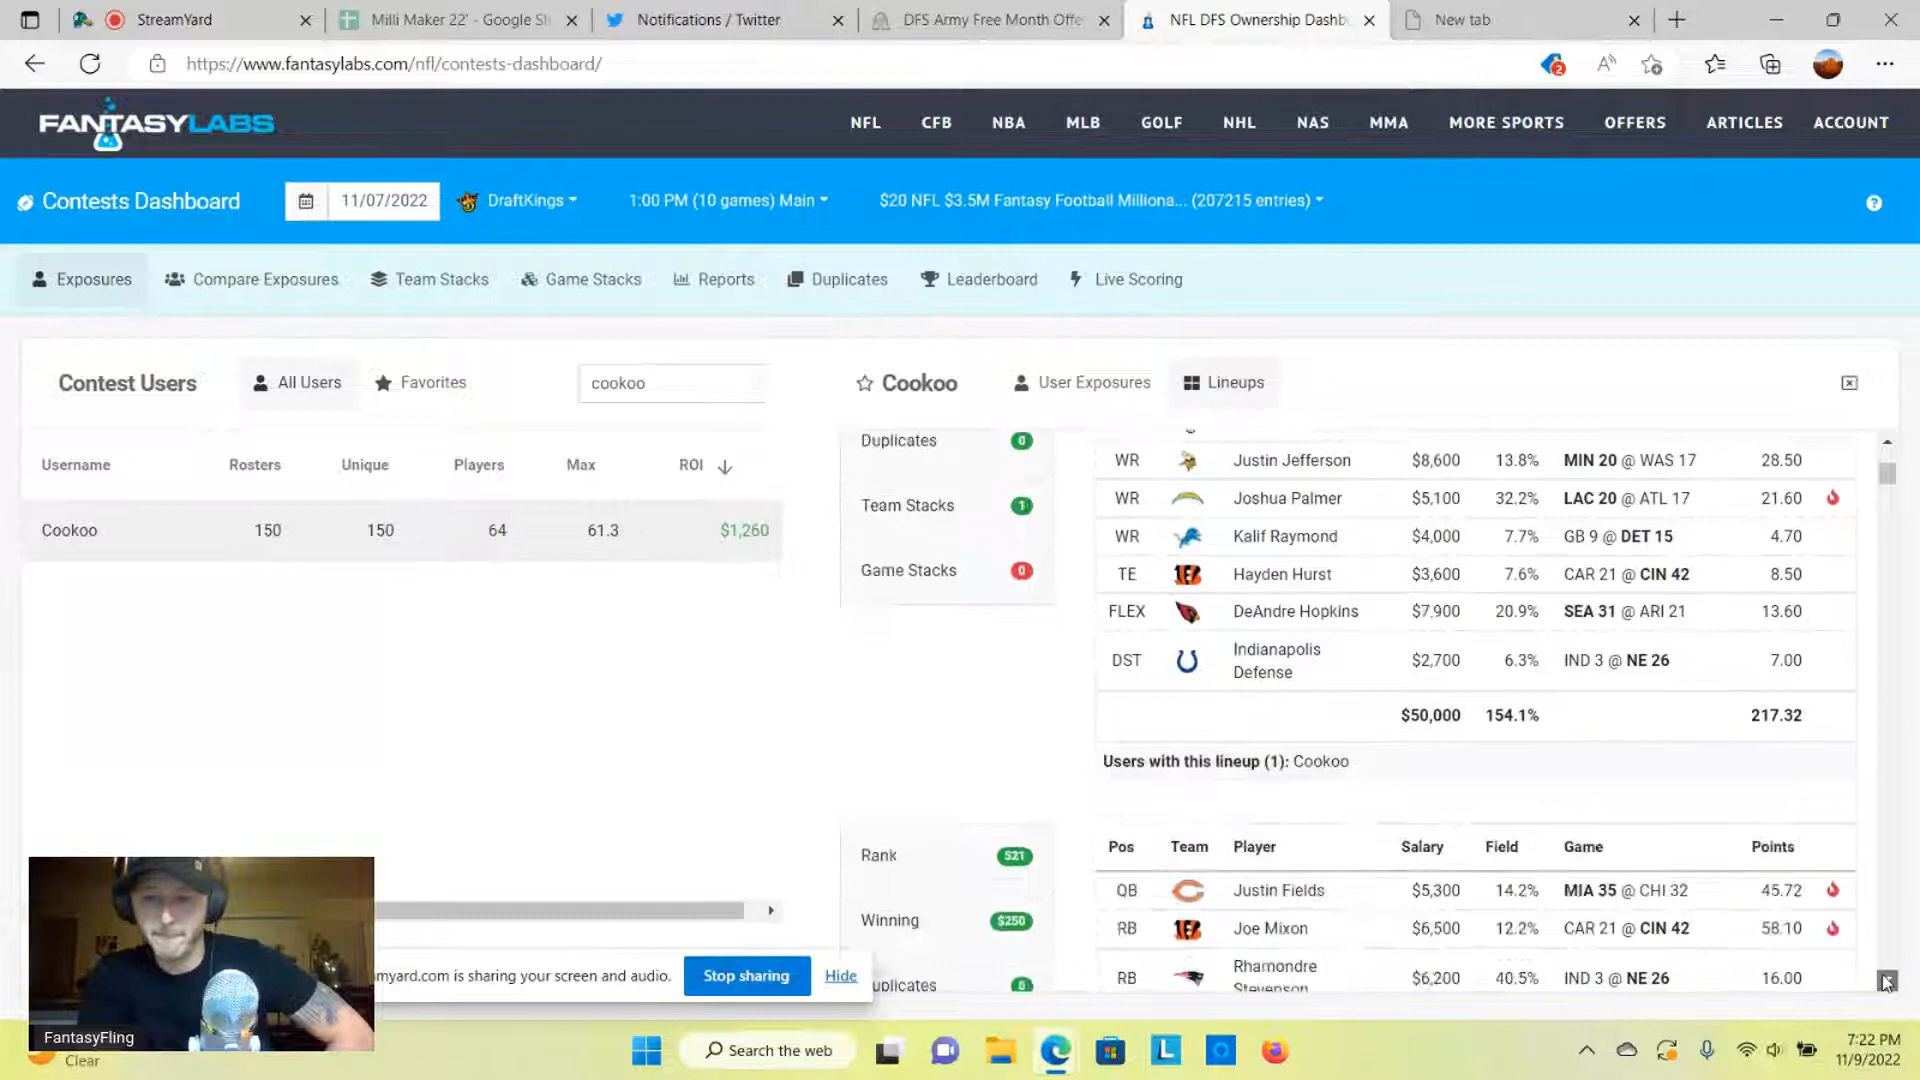 StreamYard
Milli Maker 22' - Google Sh
Notifications / Twitter
DFS Army Free Month Offe
NFL DFS Ownership Dashb
New tab
https://www.fantasylabs.com/nfl/contests-dashboard/
2
FANTASYLABS
NFL CFB NBA MLB GOLF NHL NAS MMA MORE SPORTS OFFERS ARTICLES ACCOUNT
Contests Dashboard 11/07/2022 DraftKings 1:00 PM (10 games) Main $20 NFL $3.5M Fantasy Football Milliona... (207215 entries)
Exposures Compare Exposures Team Stacks Game Stacks Reports Duplicates Leaderboard Live Scoring
Contest Users All Users Favorites cookoo
Username Rosters Unique Players Max ROI
Cookoo 150 150 64 61.3 $1,260
Cookoo User Exposures Lineups
Duplicates 0
Team Stacks 1
Game Stacks 0
WR Justin Jefferson $8,600 13.8% MIN 20 @ WAS 17 28.50
WR Joshua Palmer $5,100 32.2% LAC 20 @ ATL 17 21.60
WR Kalif Raymond $4,000 7.7% GB 9 @ DET 15 4.70
TE Hayden Hurst $3,600 7.6% CAR 21 @ CIN 42 8.50
FLEX DeAndre Hopkins $7,900 20.9% SEA 31 @ ARI 21 13.60
DST Indianapolis Defense $2,700 6.3% IND 3 @ NE 26 7.00
$50,000 154.1% 217.32
Users with this lineup (1): Cookoo
Rank 521
Winning $250
uplicates
Pos Team Player Salary Field Game Points
QB Justin Fields $5,300 14.2% MIA 35 @ CHI 32 45.72
RB Joe Mixon $6,500 12.2% CAR 21 @ CIN 42 58.10
RB Rhamondre Stevenson $6,200 40.5% IND 3 @ NE 26 16.00
myard.com is sharing your screen and audio. Stop sharing Hide
FantasyFling
Clear
Search the web
7:22 PM
11/9/2022